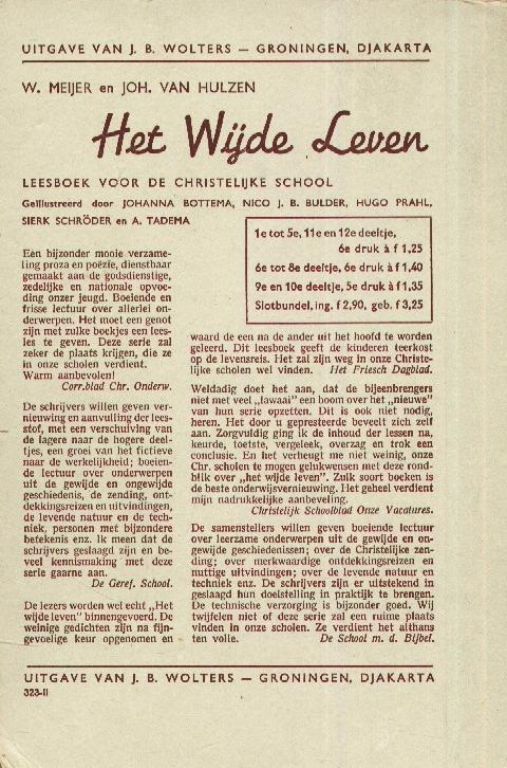 UITGAVE VAN J. B. WOLTERS — GRONINGEN, DJAKARTA
W. MEIJER en JOH. VAN HULZEN
Het Wijde Leven
LEESBOEK VOOR DE CHRISTELIJKE SCHOOL
Geïllustreerd door JOHANNA BOTTEMA, NICO J. B. BULDER, HUGO PRAHL,
SIERK SCHRÖDER en A. TADEMA
1e tot 5e, 11e en 12e deeltje,
6e druk à f 1,25
6e tot 8e deeltje, 6e druk à f 1,40
9e en 10e deeltje, 5e druk à f 1,35
Slotbundel, ing. f 2,90, geb. f 3,25
Een bijzonder mooie verzame-
ling proza en poëzie, dienstbaar
gemaakt aan de godsdienstige,
zedelijke en nationale opvoe-
ding onzer jeugd. Boeiende en
frisse lectuur over allerlei on-
derwerpen. Het moet een genot
zijn met zulke boekjes een lees-
les te geven. Deze serie zal
zeker de plaats krijgen, die ze
in onze scholen verdient.
Warm aanbevolen!
Corr.blad Chr. Onderw.
De schrijvers willen geven ver-
nieuwing en aanvulling der lees-
stof, met een verschuiving van
de lagere naar de hogere deel-
tjes, een groei van het fictieve
naar de werkelijkheid; boeien-
de lectuur over onderwerpen
uit de gewijde en ongewijde
geschiedenis, de zending, ont-
dekkingsreizen en uitvindingen,
de levende natuur en de tech-
niek, personen met bijzondere
betekenis enz. Ik meen dat de
schrijvers geslaagd zijn en be-
veel kennismaking met deze
serie gaarne aan.
De Geref. School.
De lezers worden wel echt „Het
wijde leven" binnengevoerd. De
weinige gedichten zijn na fijn-
gevoelige keur opgenomen en
waard de een na de ander uit het hoofd te worden
geleerd. Dit leesboek geeft de kinderen teerkost
op de levensreis. Het zal zijn weg in onze Christe-
lijke scholen wel vinden. Het Friesch Dagblad.
Weldadig doet het aan, dat de bijeenbrengers
niet met veel „lawaai" een boom over het „nieuwe"
van hun serie opzetten. Dit is ook niet nodig,
heren. Het door u gepresteerde beveelt zich zelf
aan. Zorgvuldig ging ik de inhoud der lessen na,
keurde, toetste, vergeleek, overzag en trok een
conclusie. En het verheugt me niet weinig, onze
Chr. scholen te mogen gelukwensen met deze rond-
blik over „het wijde leven". Zulk soort boeken is
de beste onderwijsvernieuwing. Het geheel verdient
mijn nadrukkelijke aanbeveling.
Christelijk Schoolblad Onze Vacatures.
De samenstellers willen geven boeiende lectuur
over leerzame onderwerpen uit de gewijde en on-
gewijde geschiedenissen; over de Christelijke zen-
ding; over merkwaardige ontdekkingsreizen en
nuttige uitvindingen; over de levende natuur en
techniek enz. De schrijvers zijn er uitstekend in
geslaagd hun doelstelling in praktijk te brengen.
De technische verzorging is bijzonder goed. Wij
twijfelen niet of deze serie zal een ruime plaats
vinden in onze scholen. Ze verdient het althans
ten volle. De School m. d. Bijbel.
UITGAVE VAN J. B. WOLTERS — GRONINGEN, DJAKARTA
323-II